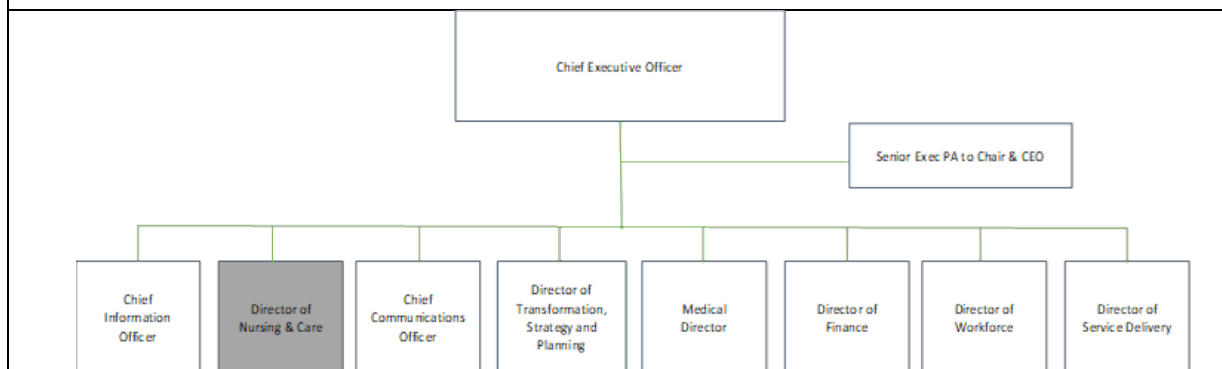 Chief Executive Officer
Senior Exec PA to Chair & CEO
Chief
Information
Officer
Director of
Nursing & Care
Chief
Communications
Officer
Director of
Transformation,
Strategy and
Planning
Medical
Director
Director of
Finance
Director of
Workforce
Director of
Service Delivery